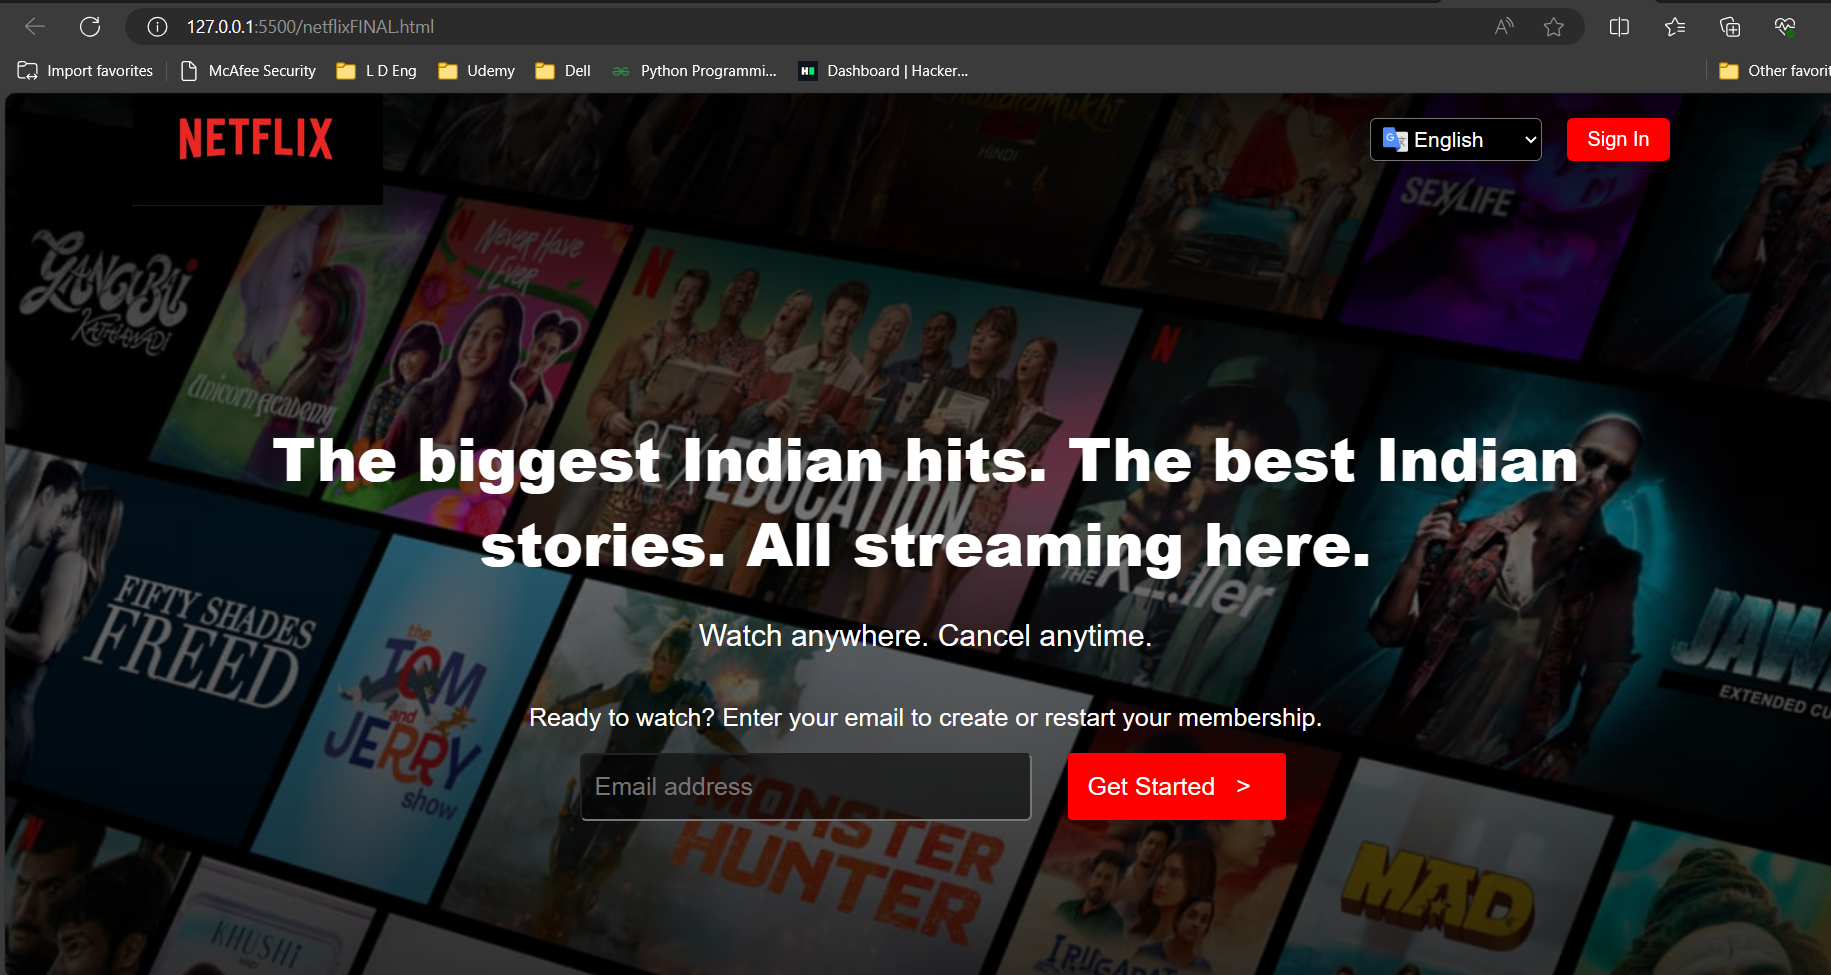 127.0.0.1:5500/netflixFINAL.html
Import favorites
McAfee Security
L D Eng
Udemy
Dell
Python Programmi...
Dashboard | Hacker...
Other favorit
NETFLIX
English
Sign In
HINDI
SEX/LIFE
GANGUBAI
KATHIAWADI
Never Have
I Ever
Unicorn Academy
SEX EDUCATION
The biggest Indian hits. The best Indian
stories. All streaming here.
THE
Watch anywhere. Cancel anytime.
FIFTY SHADES
FREED
the
TOM
and
JERRY
show
JAW
EXTENDED CU
Ready to watch? Enter your email to create or restart your membership.
Email address
Get Started >
MONSTER
HUNTER
MAD
KHUSHI
IRUGAPAT